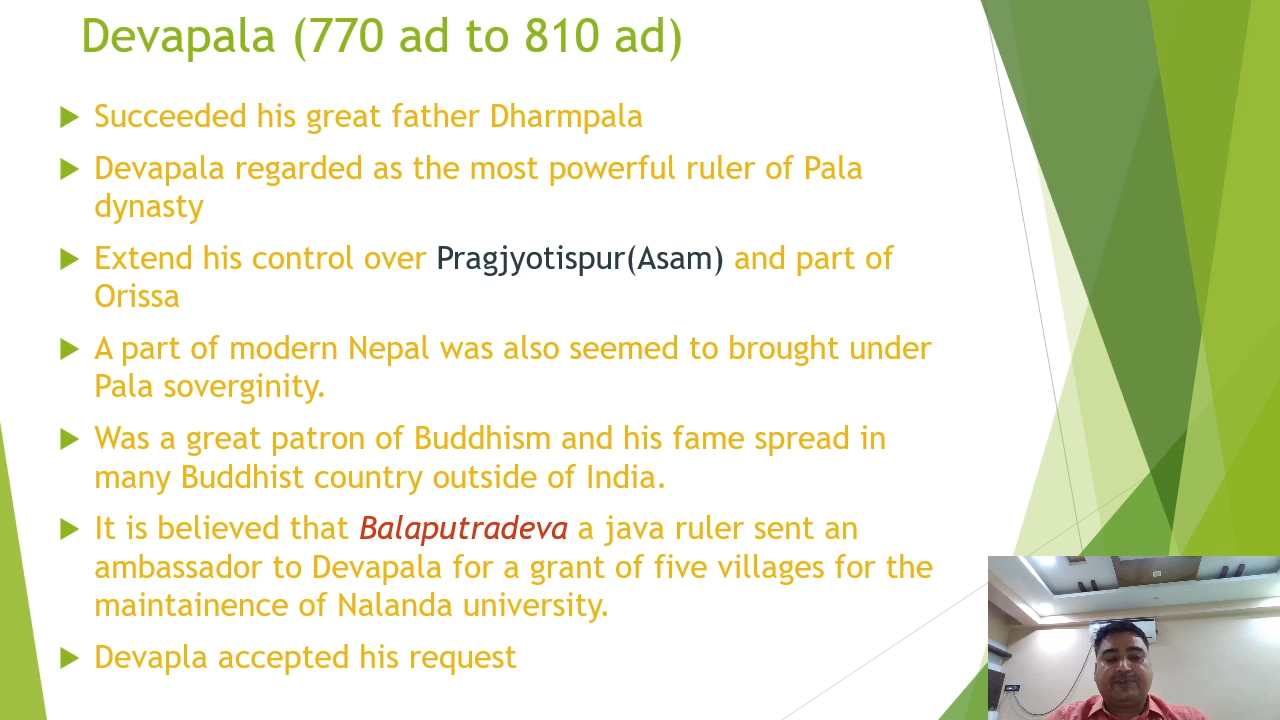 Devapala (770 ad to 810 ad)
Succeeded his great father Dharmpala
Devapala regarded as the most powerful ruler of Pala
dynasty
Extend his control over Pragjyotispur(Asam) and part of
Orissa
A part of modern Nepal was also seemed to brought under
Pala soverginity.
Was a great patron of Buddhism and his fame spread in
many Buddhist country outside of India.
It is believed that Balaputradeva a java ruler sent an
ambassador to Devapala for a grant of five villages for the
maintainence of Nalanda university.
Devapla accepted his request